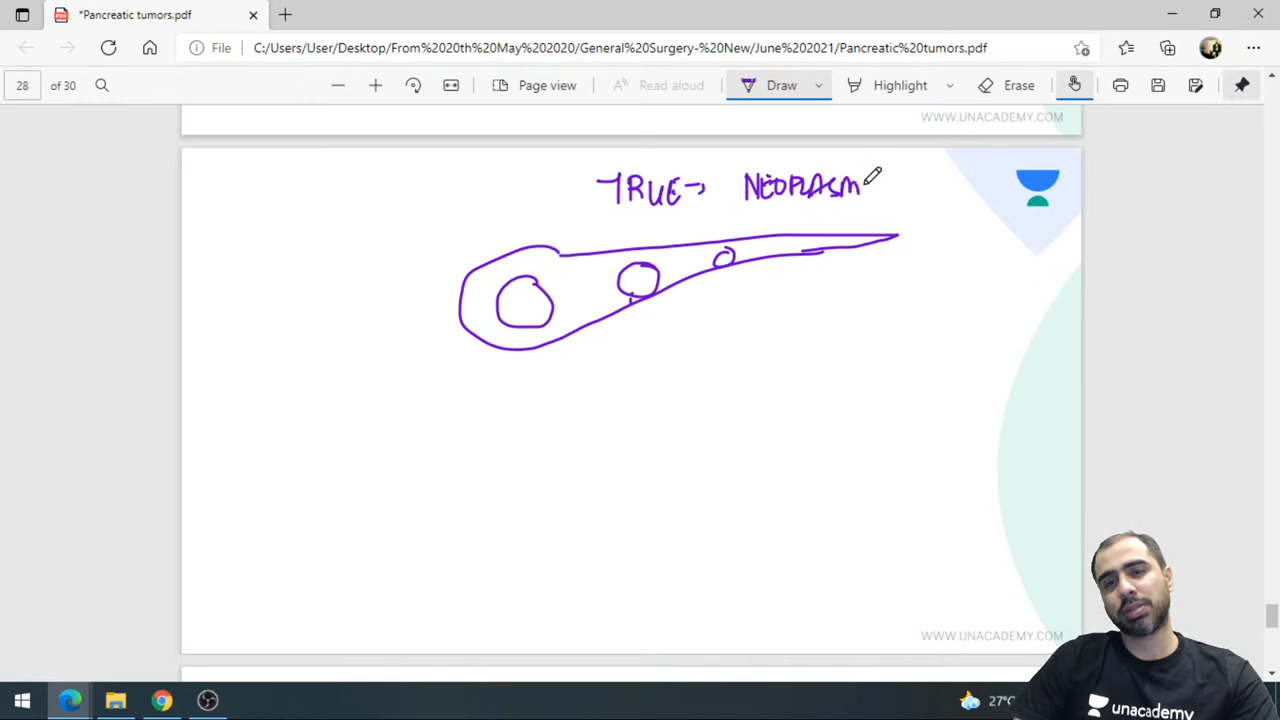 *Pancreatic tumors.pdf
File C:/Users/User/Desktop/From%2020th%20May%202020/General%20Surgery-%20New/June%202021/Pancreatic%20tumors.pdf
28 of 30 Page view Read aloud Draw Highlight Erase
WWW.UNACADEMY.COM
TRUE→ NEOPLASM
WWW.UNACADEMY.COM
unacademy
27°C